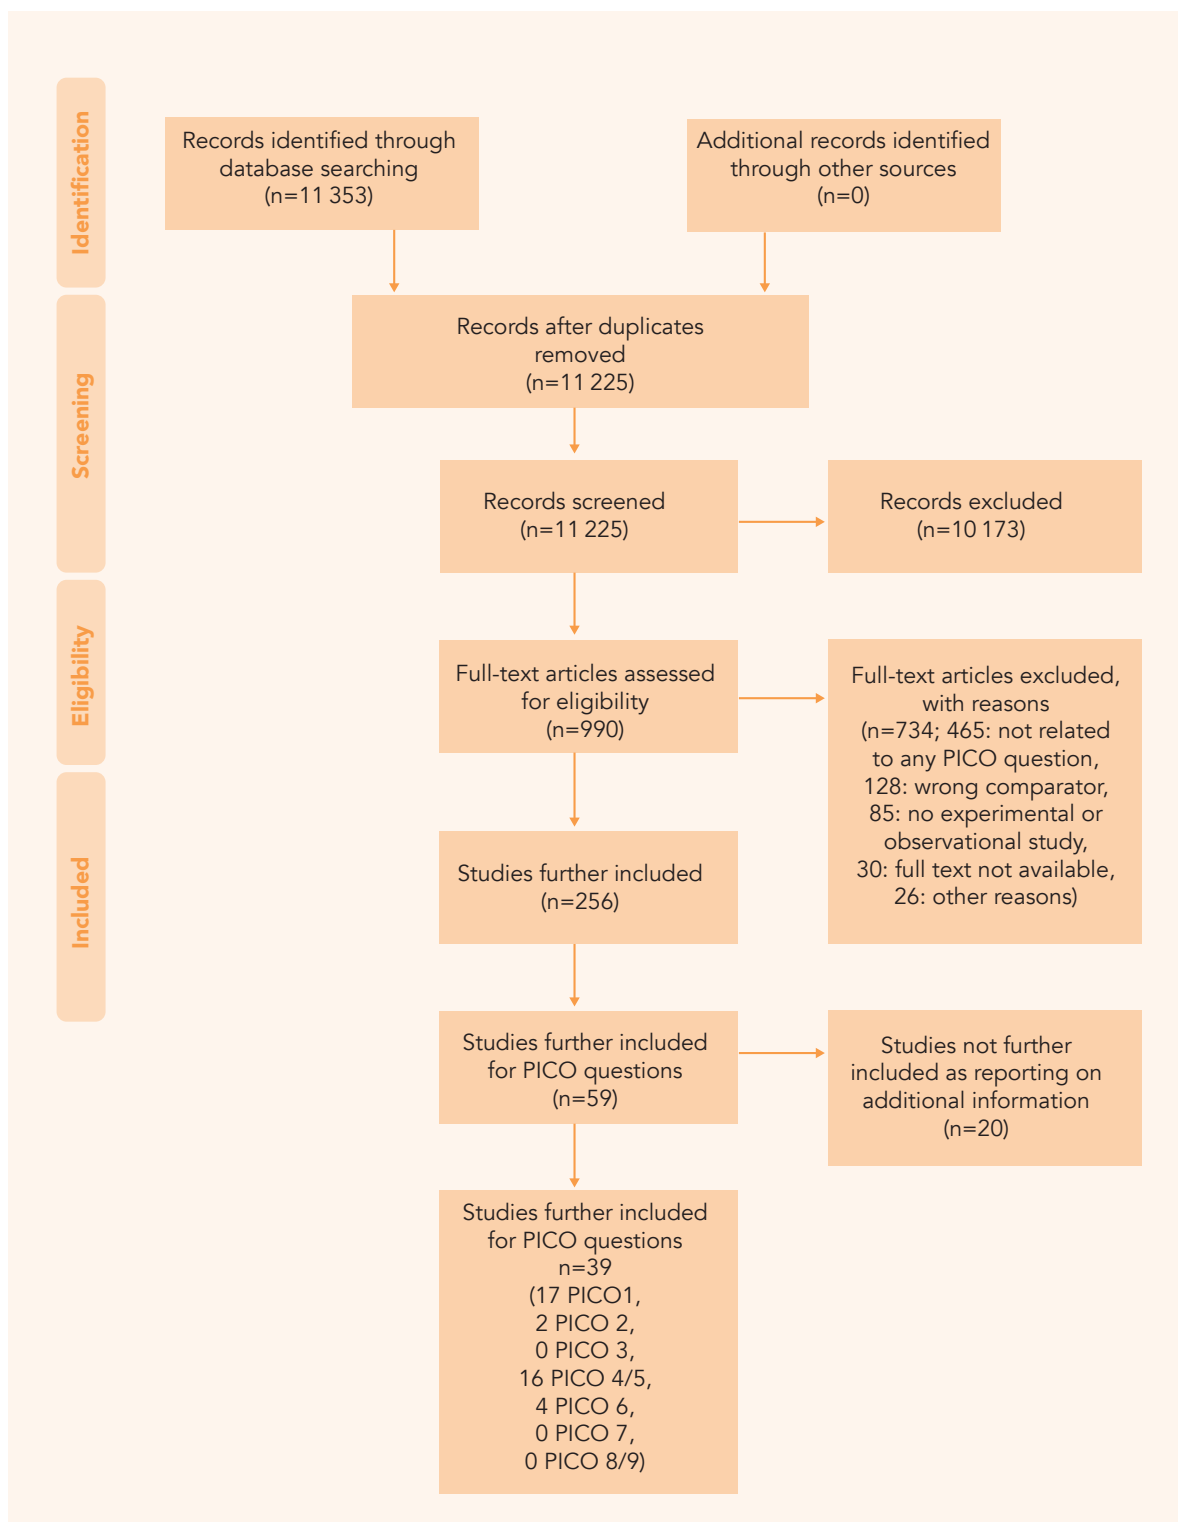 Identification
Records identified through
database searching
(n=11 353)
Additional records identified
through other sources
(n=0)
Screening
Records after duplicates
removed
(n=11 225)
Records screened
(n=11 225)
Records excluded
(n=10 173)
Eligibility
Full-text articles assessed
for eligibility
(n=990)
Full-text articles excluded,
with reasons
(n=734; 465: not related
to any PICO question,
128: wrong comparator,
85: no experimental or
observational study,
30: full text not available,
26: other reasons)
Included
Studies further included
(n=256)
Studies further included
for PICO questions
(n=59)
Studies not further
included as reporting on
additional information
(n=20)
Studies further included
for PICO questions
n=39
(17 PICO1,
2 PICO 2,
0 PICO 3,
16 PICO 4/5,
4 PICO 6,
0 PICO 7,
0 PICO 8/9)